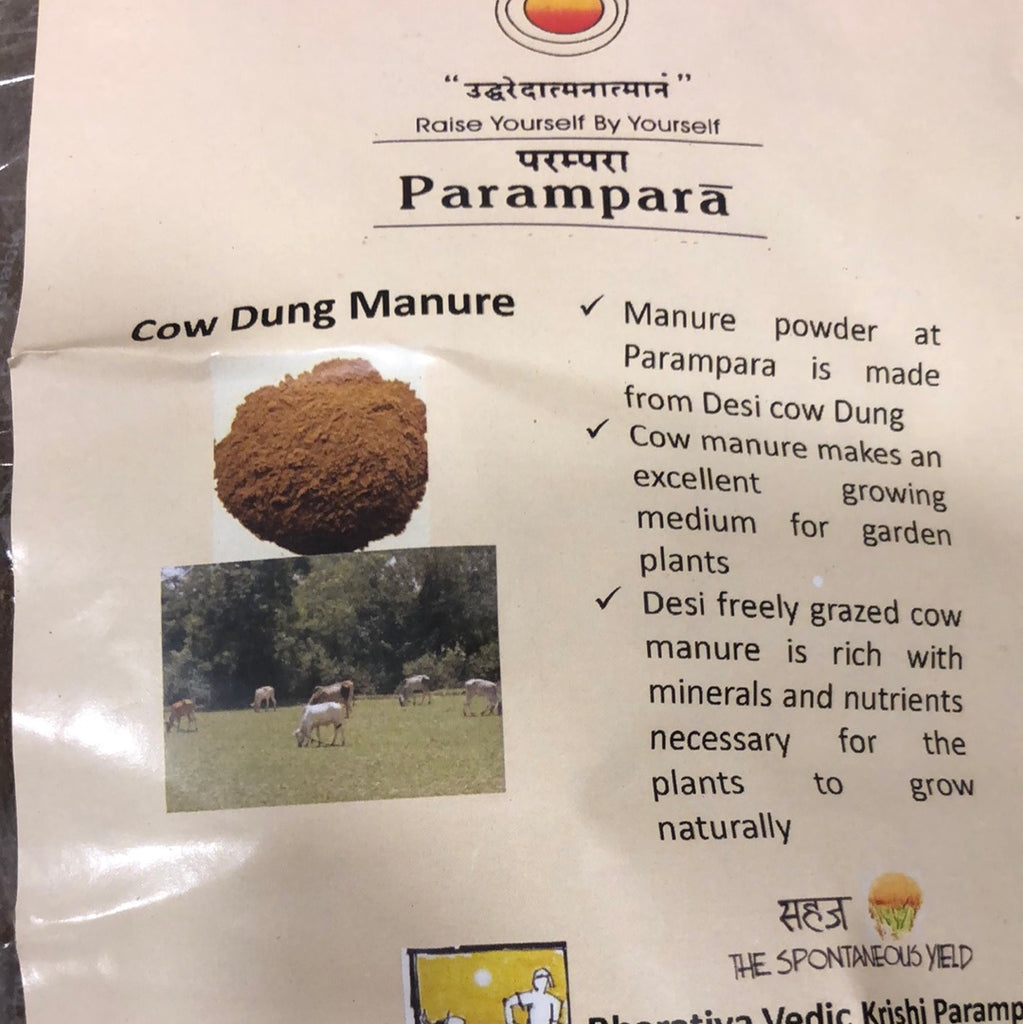 “उद्धरेदात्मनात्मानं”
Raise Yourself By Yourself
परम्परा
Paramparā
Cow Dung Manure
✓ Manure powder at
Parampara is made
from Desi cow Dung
✓ Cow manure makes an
excellent growing
medium for garden
plants
✓ Desi freely grazed cow
manure is rich with
minerals and nutrients
necessary for the
plants to grow
naturally
सहज
THE SPONTANEOUS YIELD
Vedic Krishi Paramp